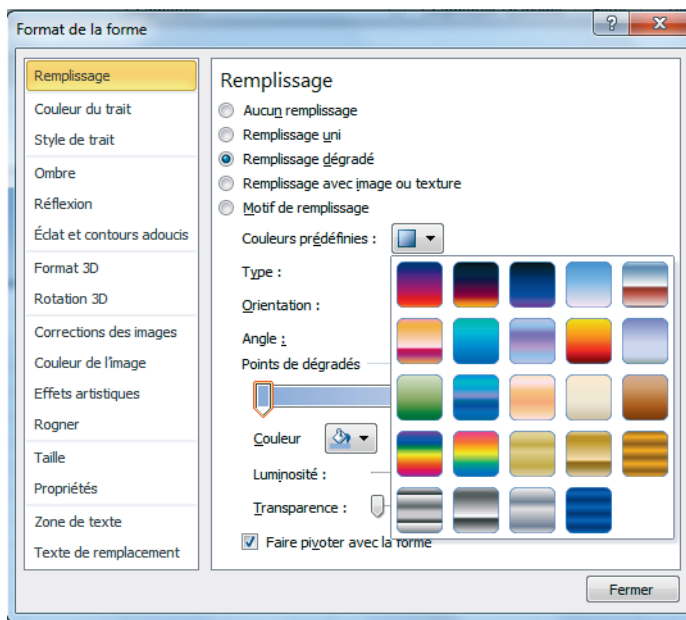 Format de la forme
Remplissage
Couleur du trait
Style de trait
Ombre
Réflexion
Éclat et contours adoucis
Format 3D
Rotation 3D
Corrections des images
Couleur de l'image
Effets artistiques
Rogner
Taille
Propriétés
Zone de texte
Texte de remplacement
Remplissage
Aucun remplissage
Remplissage uni
Remplissage dégradé
Remplissage avec image ou texture
Motif de remplissage
Couleurs prédéfinies :
Type :
Orientation :
Angle :
Points de dégradés
Couleur
Luminosité :
Transparence :
Faire pivoter avec la forme
Fermer